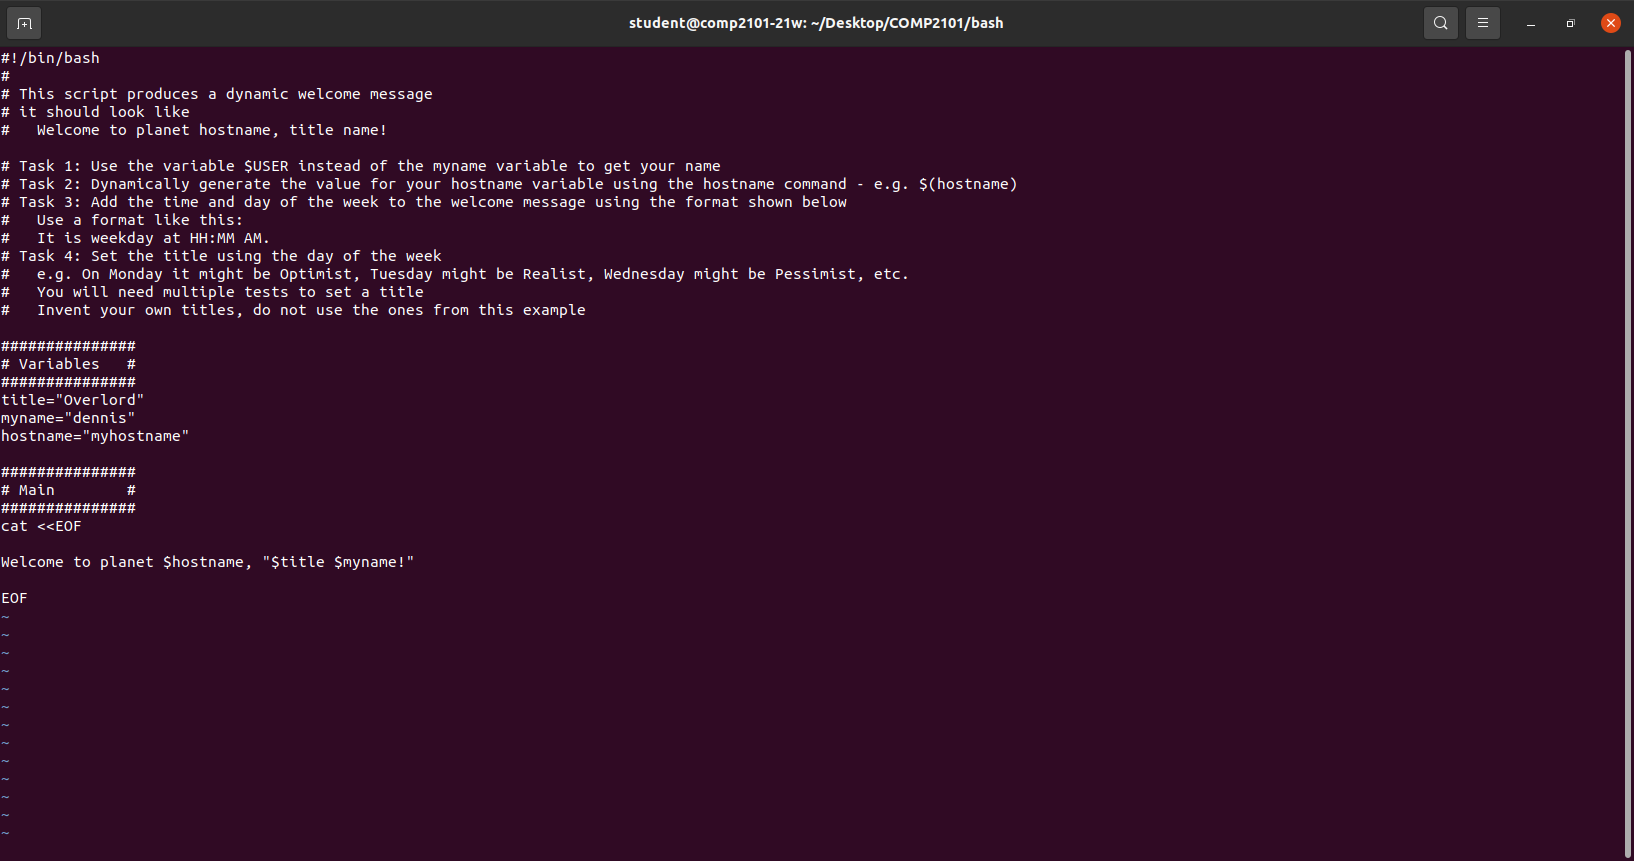 student@comp2101-21w: ~/Desktop/COMP2101/bash
#!/bin/bash
#
# This script produces a dynamic welcome message
# it should look like
#   Welcome to planet hostname, title name!

# Task 1: Use the variable $USER instead of the myname variable to get your name
# Task 2: Dynamically generate the value for your hostname variable using the hostname command - e.g. $(hostname)
# Task 3: Add the time and day of the week to the welcome message using the format shown below
#   Use a format like this:
#   It is weekday at HH:MM AM.
# Task 4: Set the title using the day of the week
#   e.g. On Monday it might be Optimist, Tuesday might be Realist, Wednesday might be Pessimist, etc.
#   You will need multiple tests to set a title
#   Invent your own titles, do not use the ones from this example

###############
# Variables   #
###############
title="Overlord"
myname="dennis"
hostname="myhostname"

###############
# Main        #
###############
cat <<EOF

Welcome to planet $hostname, "$title $myname!"

EOF
~
~
~
~
~
~
~
~
~
~
~
~
~